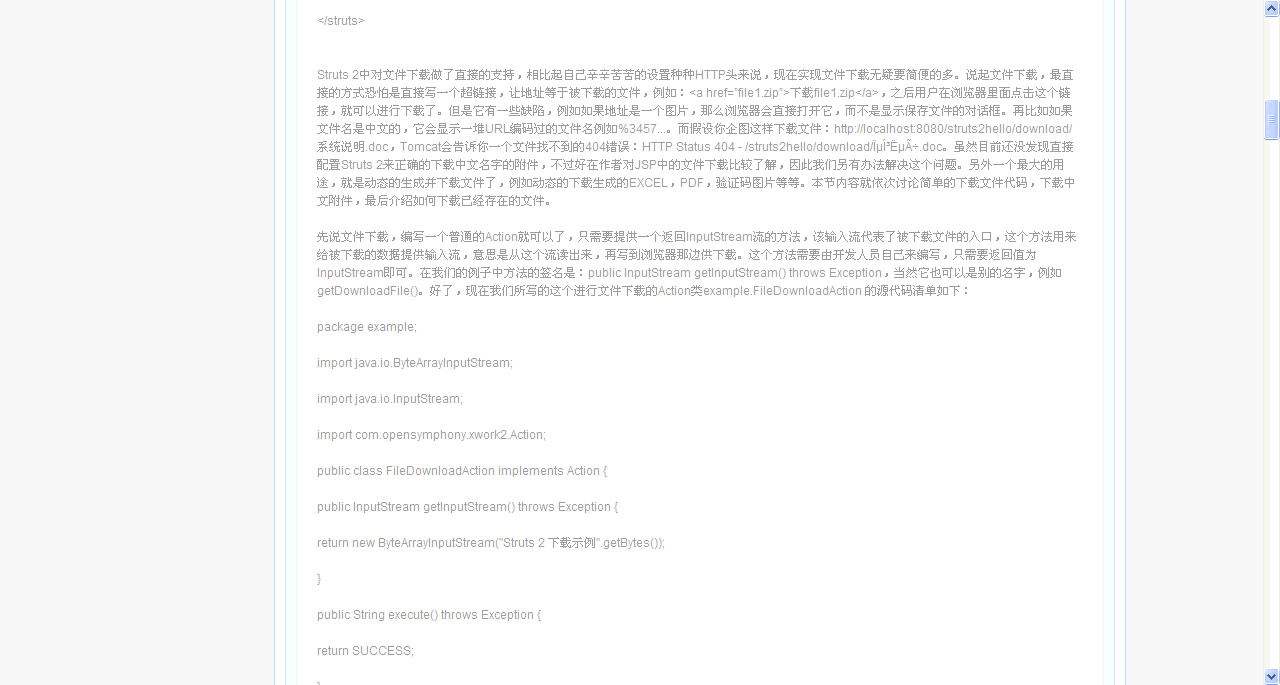 </struts>
Struts 2中对文件下载做了直接的支持，相比起自己辛辛苦苦的设置种种HTTP头来说，现在实现文件下载无疑要简便的多。说起文件下载，最直
接的方式恐怕是直接写一个超链接，让地址等于被下载的文件，例如：<a href="file1.zip">下载file1.zip</a>，之后用户在浏览器里面点击这个链
接，就可以进行下载了。但是它有一些缺陷，例如如果地址是一个图片，那么浏览器会直接打开它，而不是显示保存文件的对话框。再比如如果
文件名是中文的，它会显示一堆URL编码过的文件名例如%3457...。而假设你企图这样下载文件：http://localhost:8080/struts2hello/download/
系统说明.doc，Tomcat会告诉你一个文件找不到的404错误：HTTP Status 404 - /struts2hello/download/ÏµÍ³ËµÃ÷.doc。虽然目前还没发现直接
配置Struts 2来正确的下载中文名字的附件，不过好在作者对JSP中的文件下载比较了解，因此我们另有办法解决这个问题。另外一个最大的用
途，就是动态的生成并下载文件了，例如动态的下载生成的EXCEL，PDF，验证码图片等等。本节内容就依次讨论简单的下载文件代码，下载中
文附件，最后介绍如何下载已经存在的文件。
先说文件下载，编写一个普通的Action就可以了，只需要提供一个返回InputStream流的方法，该输入流代表了被下载文件的入口，这个方法用来
给被下载的数据提供输入流，意思是从这个流读出来，再写到浏览器那边供下载。这个方法需要由开发人员自己来编写，只需要返回值为
InputStream即可。在我们的例子中方法的签名是：public InputStream getInputStream() throws Exception，当然它也可以是别的名字，例如
getDownloadFile()。好了，现在我们所写的这个进行文件下载的Action类example.FileDownloadAction 的源代码清单如下：
package example;
import java.io.ByteArrayInputStream;
import java.io.InputStream;
import com.opensymphony.xwork2.Action;
public class FileDownloadAction implements Action {
public InputStream getInputStream() throws Exception {
return new ByteArrayInputStream("Struts 2 下载示例".getBytes());
}
public String execute() throws Exception {
return SUCCESS;